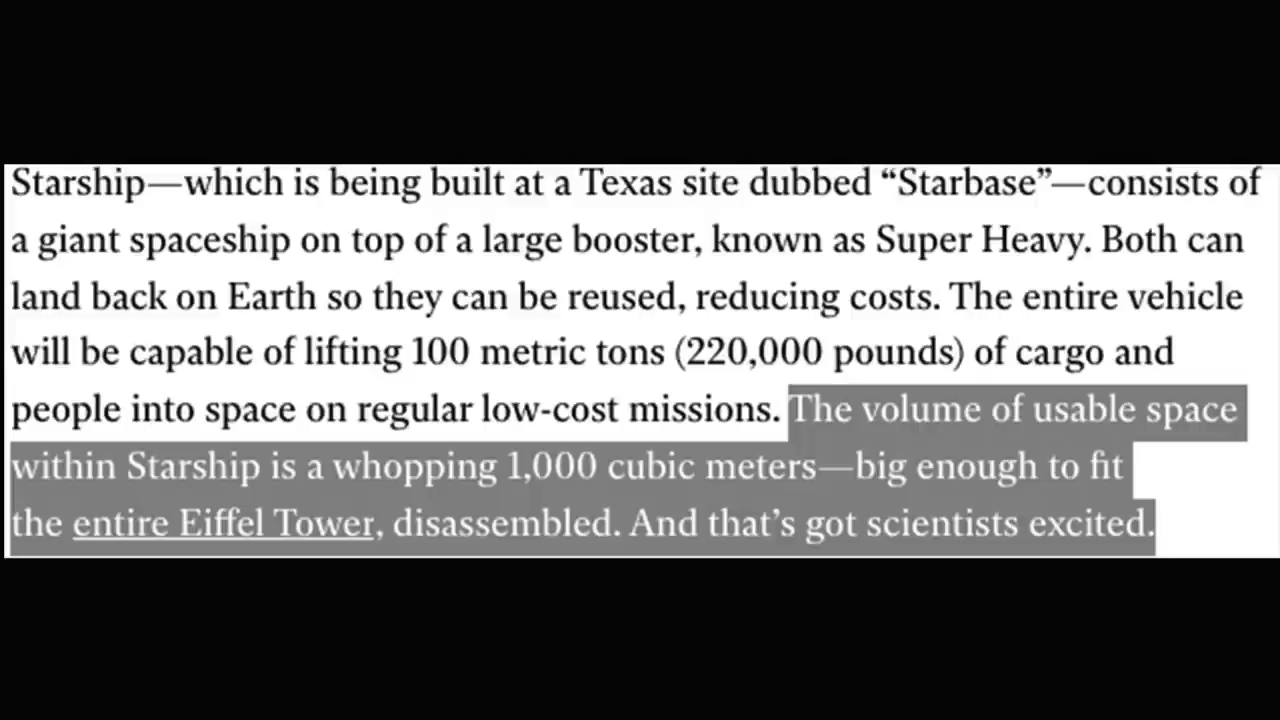 Starship—which is being built at a Texas site dubbed “Starbase”—consists of
a giant spaceship on top of a large booster, known as Super Heavy. Both can
land back on Earth so they can be reused, reducing costs. The entire vehicle
will be capable of lifting 100 metric tons (220,000 pounds) of cargo and
people into space on regular low-cost missions. The volume of usable space
within Starship is a whopping 1,000 cubic meters—big enough to fit
the entire Eiffel Tower, disassembled. And that’s got scientists excited.